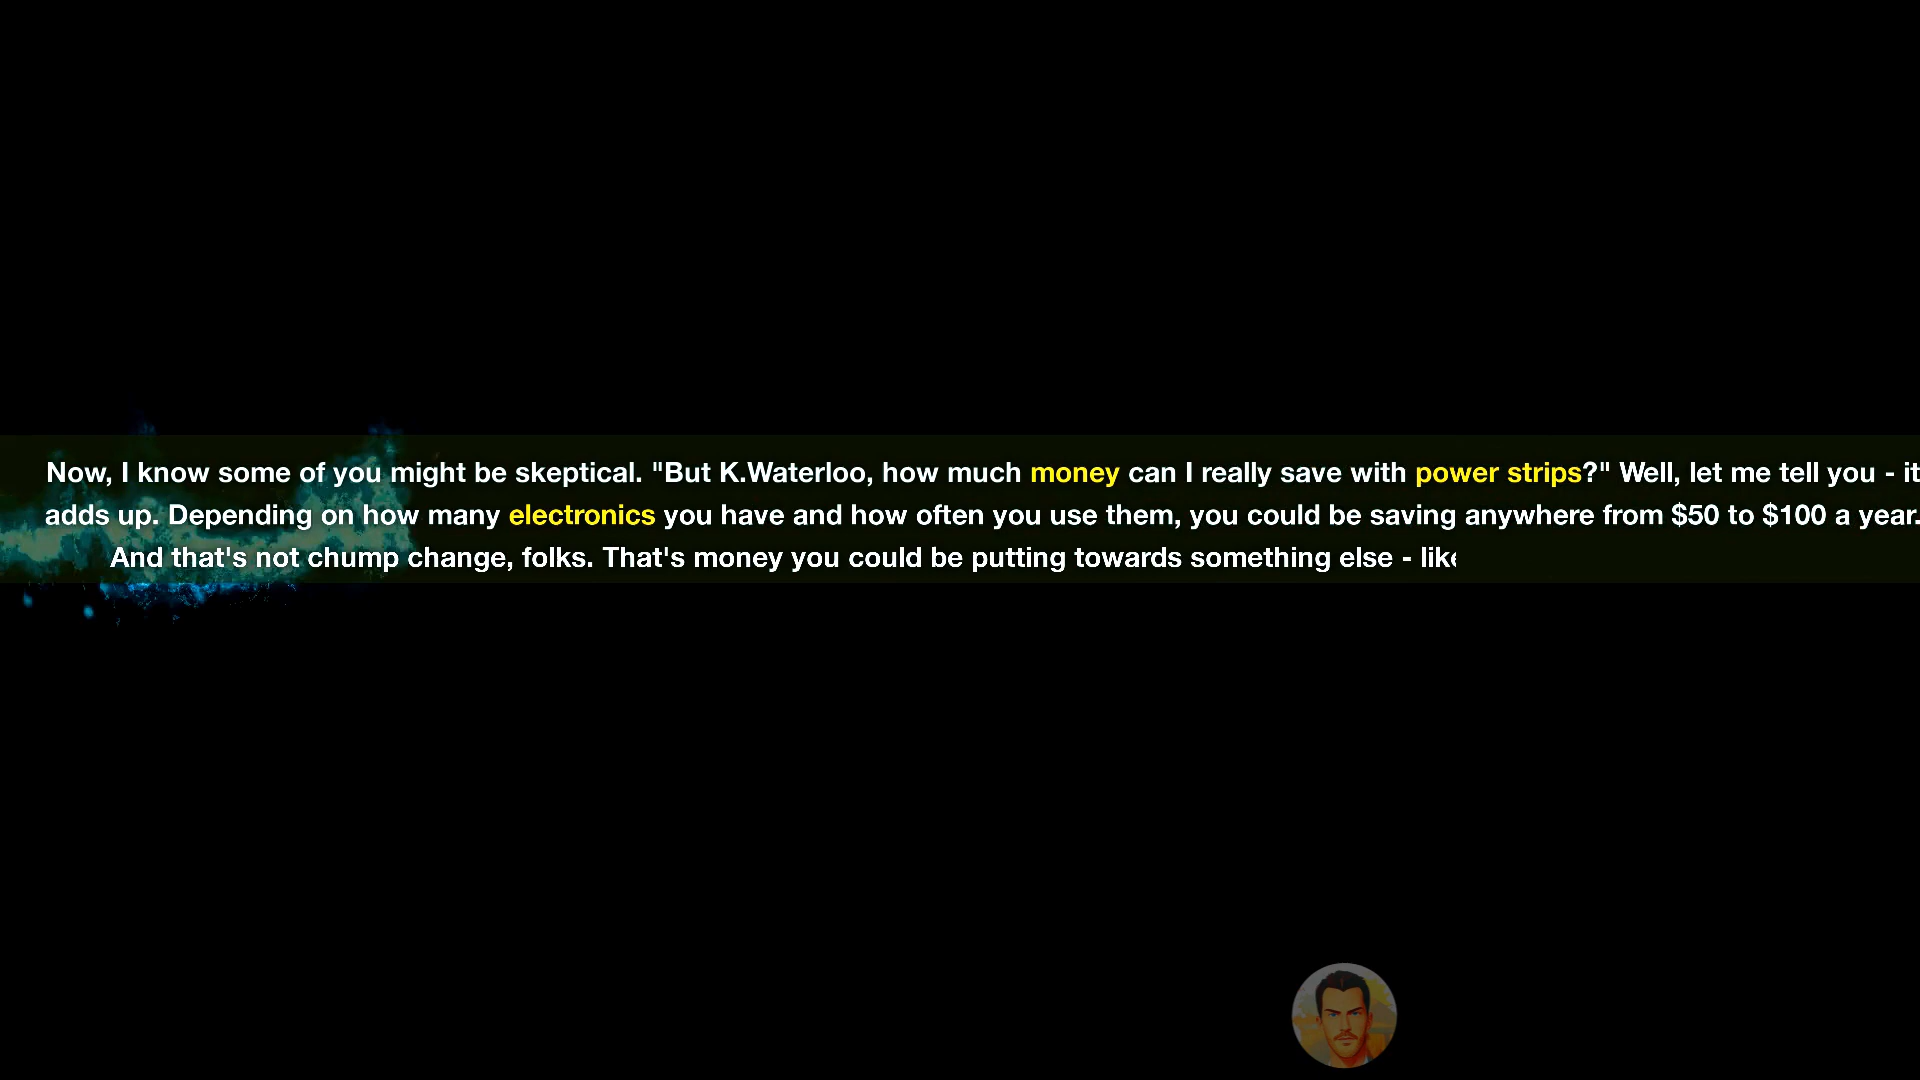 Now, I know some of you might be skeptical. "But K.Waterloo, how much money can I really save with power strips?" Well, let me tell you - it
adds up. Depending on how many electronics you have and how often you use them, you could be saving anywhere from $50 to $100 a year.
And that's not chump change, folks. That's money you could be putting towards something else - like